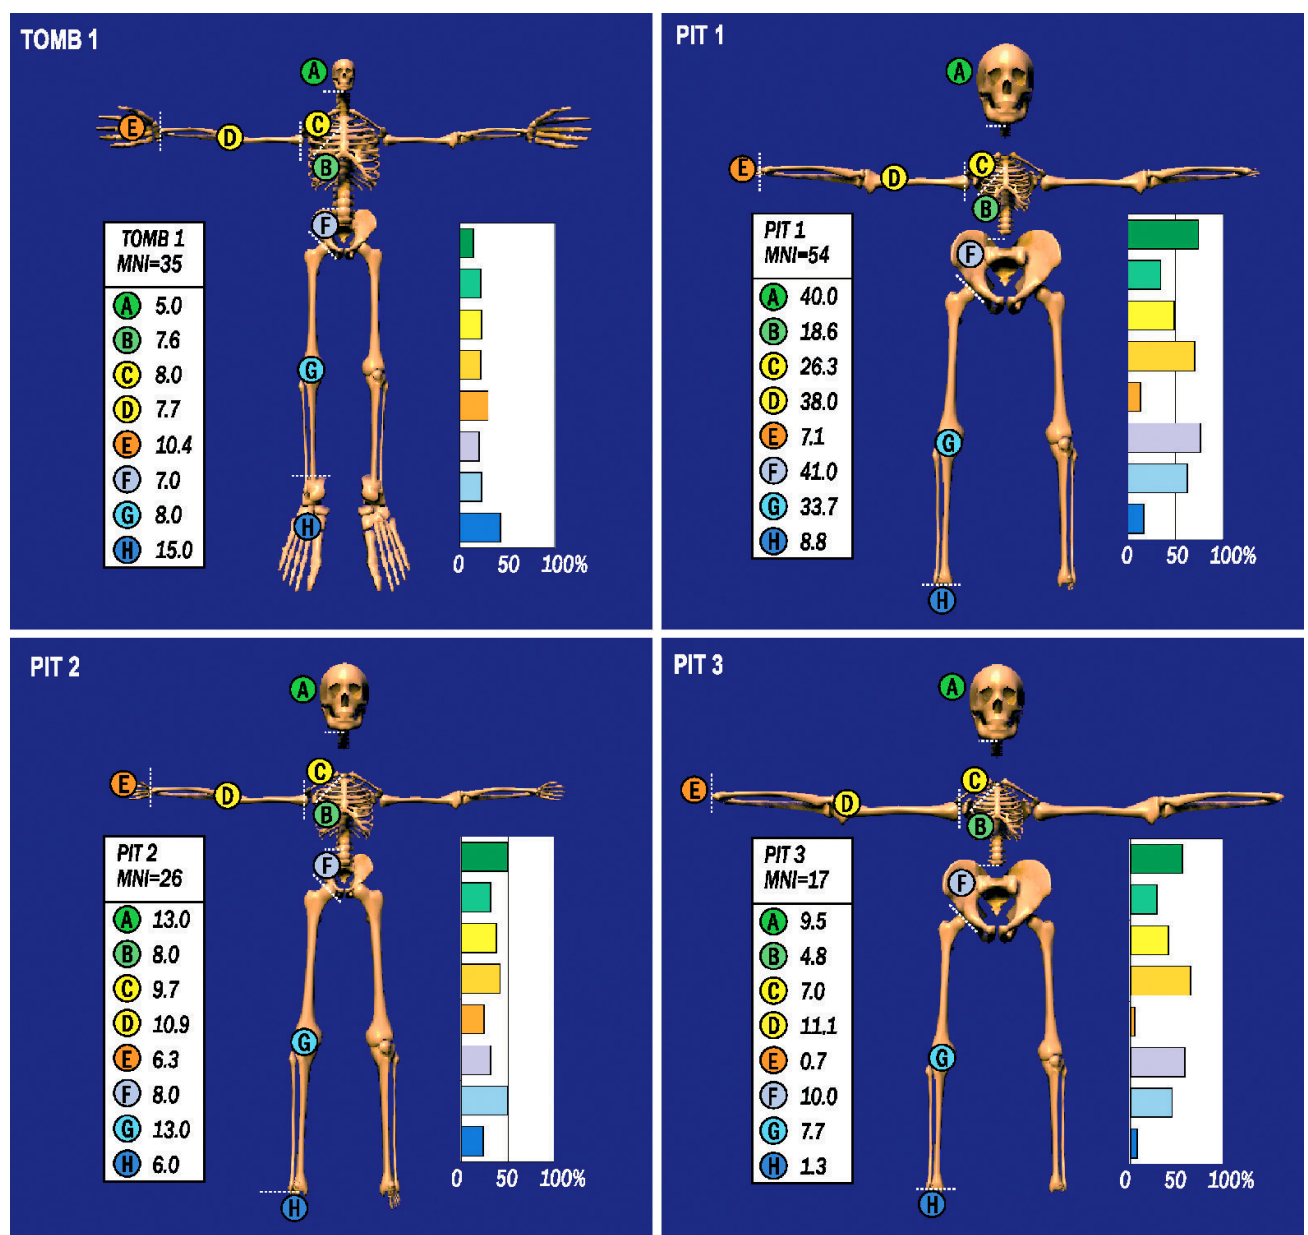 TOMB 1
A
E
D
C
B
F
G
H
TOMB 1
MNI=35
A 5.0
B 7.6
C 8.0
D 7.7
E 10.4
F 7.0
G 8.0
H 15.0
0 50 100%
PIT 1
A
E
D
C
B
F
G
H
PIT 1
MNI=54
A 40.0
B 18.6
C 26.3
D 38.0
E 7.1
F 41.0
G 33.7
H 8.8
0 50 100%
PIT 2
A
E
D
C
B
F
G
H
PIT 2
MNI=26
A 13.0
B 8.0
C 9.7
D 10.9
E 6.3
F 8.0
G 13.0
H 6.0
0 50 100%
PIT 3
A
E
D
C
B
F
G
H
PIT 3
MNI=17
A 9.5
B 4.8
C 7.0
D 11,1
E 0.7
F 10.0
G 7.7
H 1.3
0 50 100%